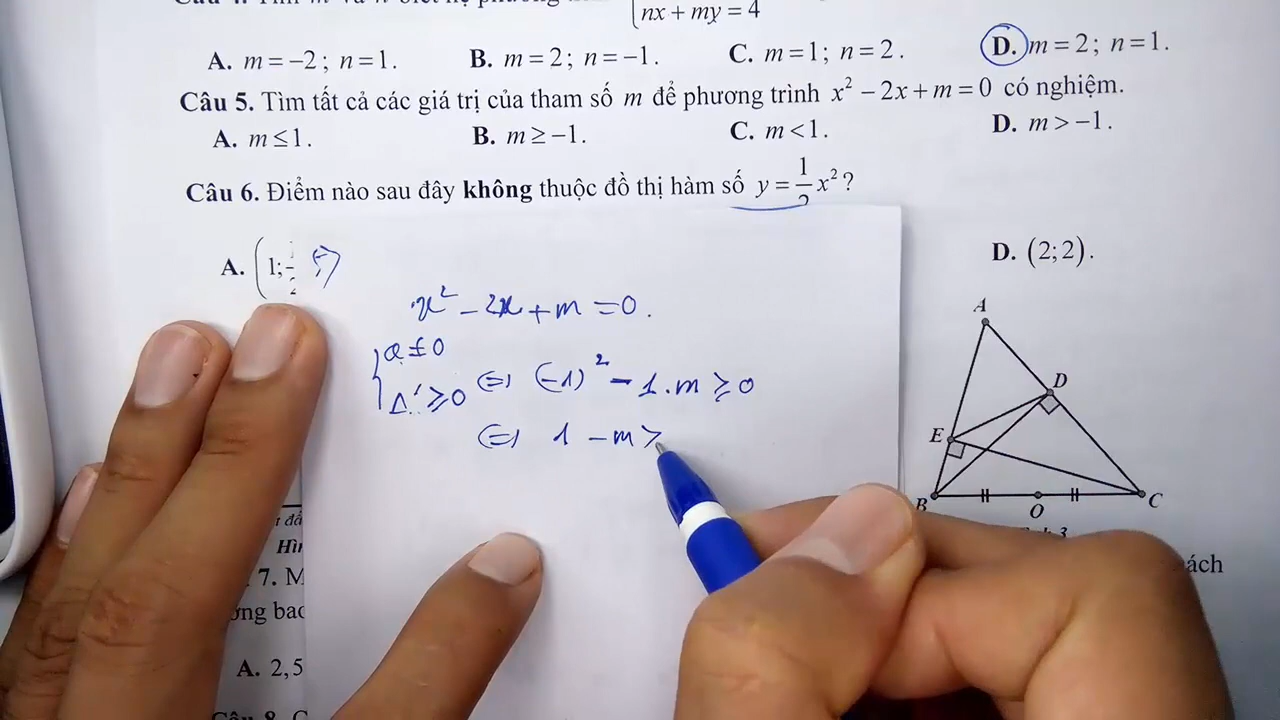 nx + my = 4
A. m = −2 ; n = 1. B. m = 2 ; n = −1. C. m = 1 ; n = 2 . D. m = 2 ; n = 1.
Câu 5. Tìm tất cả các giá trị của tham số m để phương trình x² − 2x + m = 0 có nghiệm.
A. m ≤ 1. B. m ≥ −1. C. m < 1. D. m > −1.
Câu 6. Điểm nào sau đây không thuộc đồ thị hàm số y = 1/2 x² ?
A. (1; D. (2;2).
x² − 2x + m = 0.
a ≠ 0
Δ' ≥ 0 ⇔ (−1)² − 1.m ≥ 0
⇔ 1 − m >
A
D
E
B O C
Hìn
7. M ách
A. 2,5